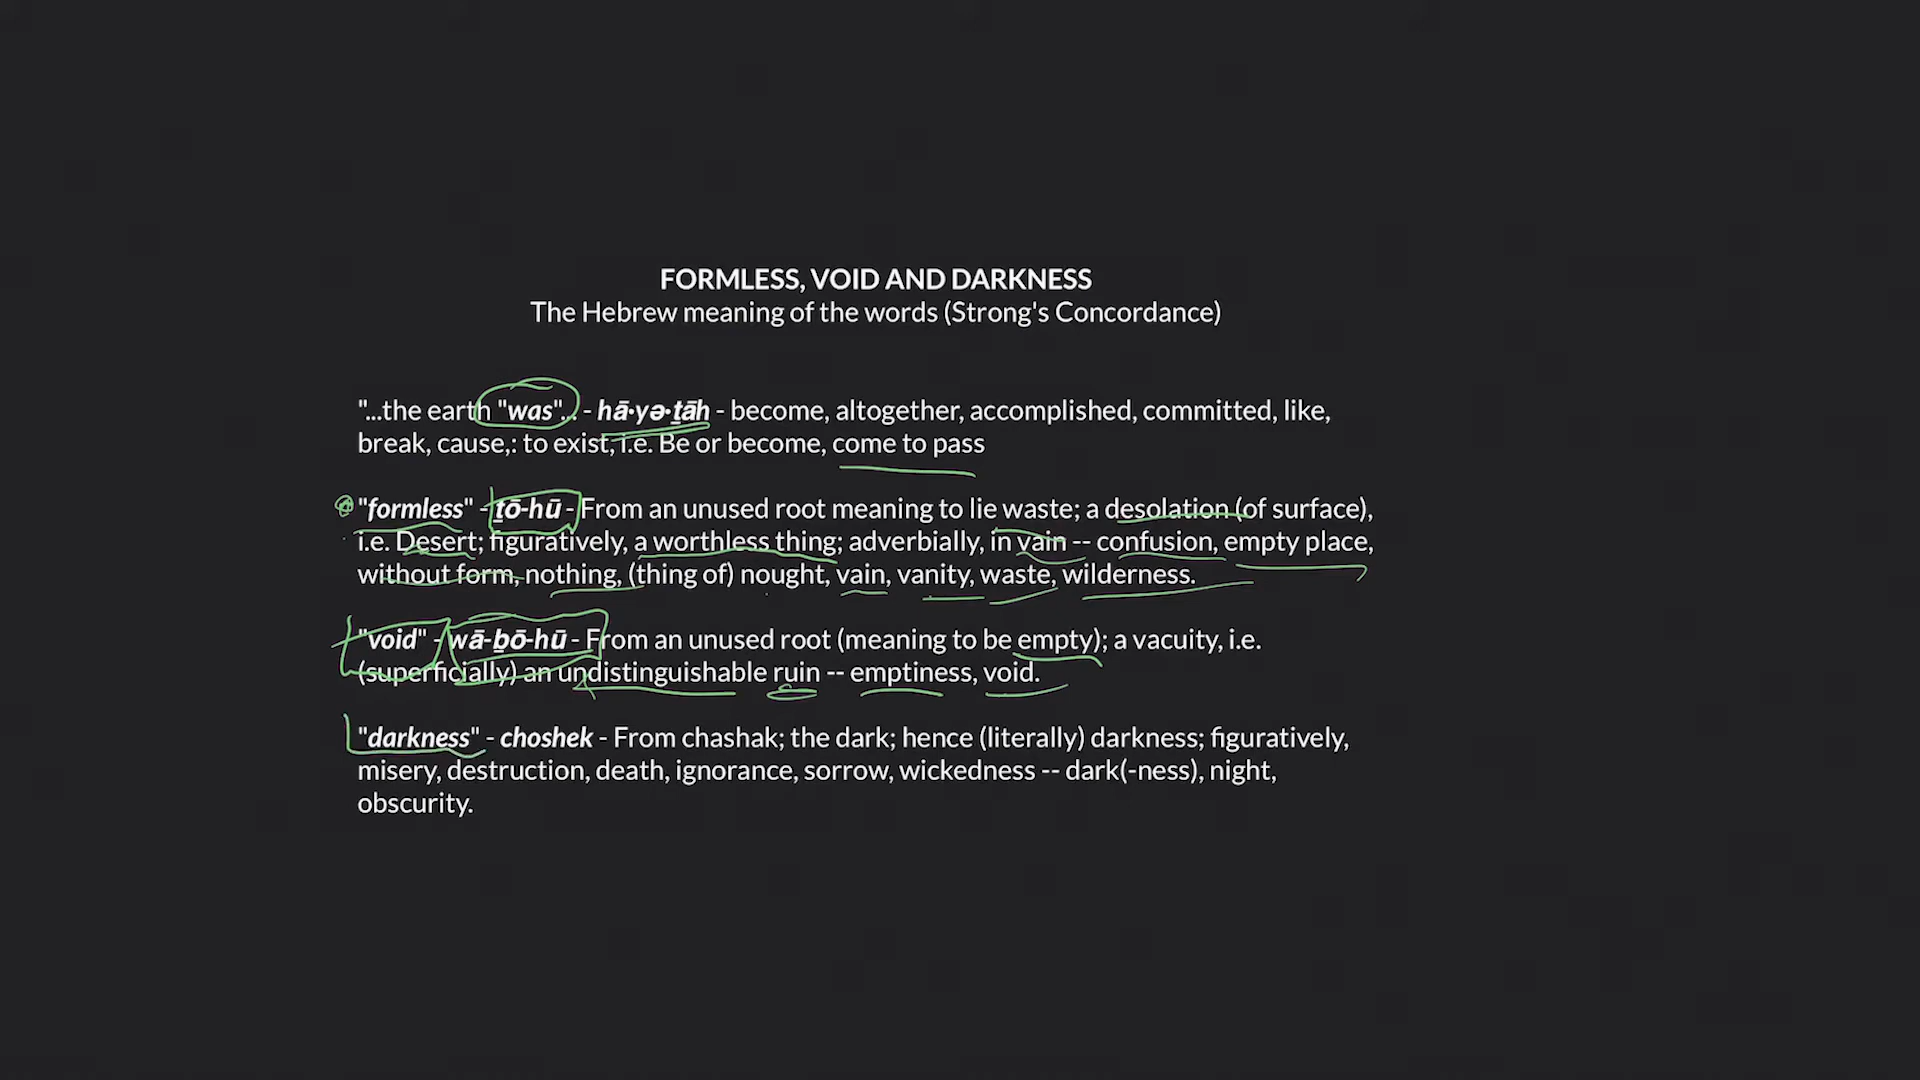 FORMLESS, VOID AND DARKNESS
The Hebrew meaning of the words (Strong's Concordance)
"...the earth "was"... - hā·yə·ṯāh - become, altogether, accomplished, committed, like,
break, cause,: to exist, i.e. Be or become, come to pass
"formless" - ṯō-hū - From an unused root meaning to lie waste; a desolation (of surface),
i.e. Desert; figuratively, a worthless thing; adverbially, in vain -- confusion, empty place,
without form, nothing, (thing of) nought, vain, vanity, waste, wilderness.
"void" - wā-ḇō-hū - From an unused root (meaning to be empty); a vacuity, i.e.
(superficially) an undistinguishable ruin -- emptiness, void.
"darkness" - choshek - From chashak; the dark; hence (literally) darkness; figuratively,
misery, destruction, death, ignorance, sorrow, wickedness -- dark(-ness), night,
obscurity.